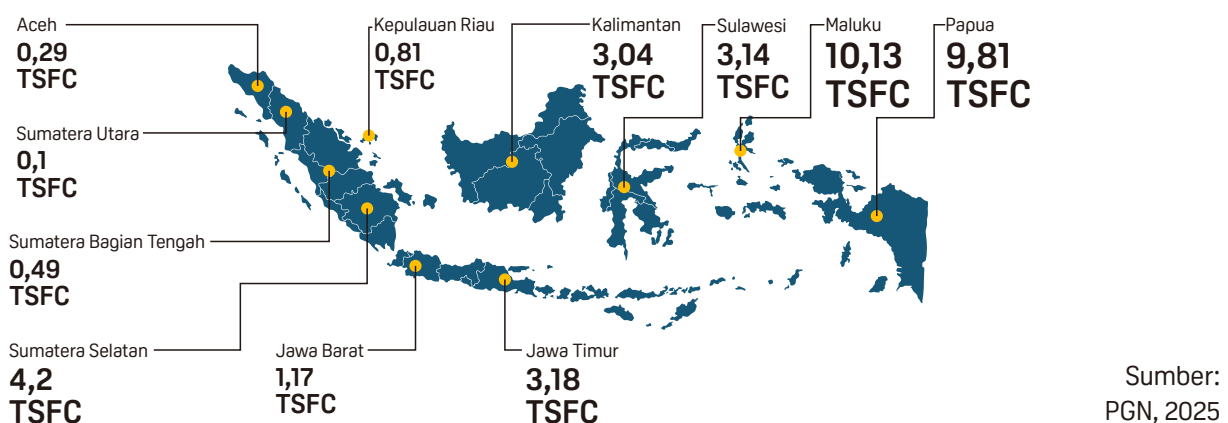 Aceh
0,29
TSFC
Kepulauan Riau
0,81
TSFC
Kalimantan
3,04
TSFC
Sulawesi
3,14
TSFC
Maluku
10,13
TSFC
Papua
9,81
TSFC
Sumatera Utara
0,1
TSFC
Sumatera Bagian Tengah
0,49
TSFC
Sumatera Selatan
4,2
TSFC
Jawa Barat
1,17
TSFC
Jawa Timur
3,18
TSFC
Sumber:
PGN, 2025